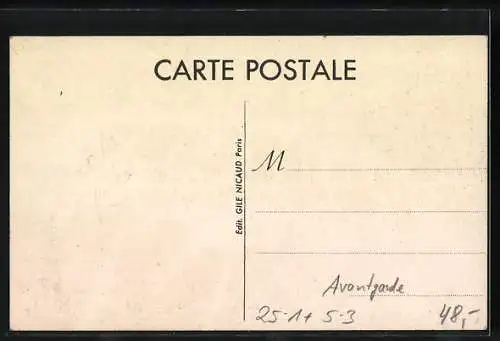 CARTE POSTALE
Edit. GILE NICAUD Paris
M
Avantgarde
25-1+ 5-3
48,-